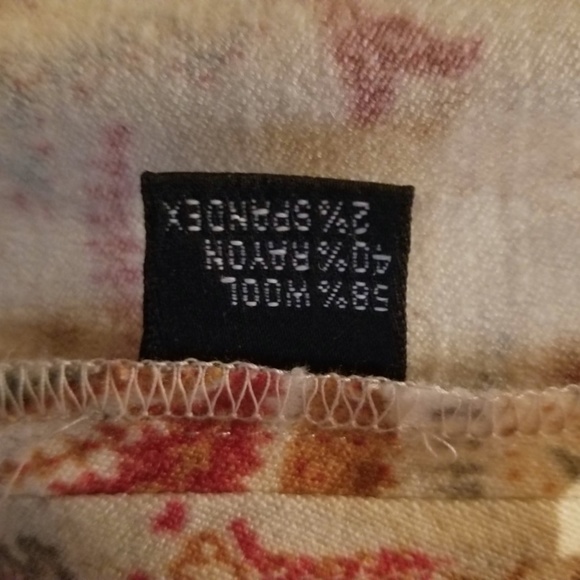 58% WOOL
40% RAYON
2% SPANDEX